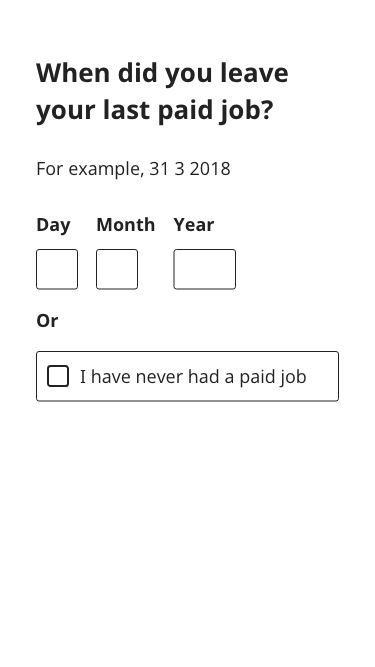 When did you leave
your last paid job?
For example, 31 3 2018
Day Month Year
Or
I have never had a paid job